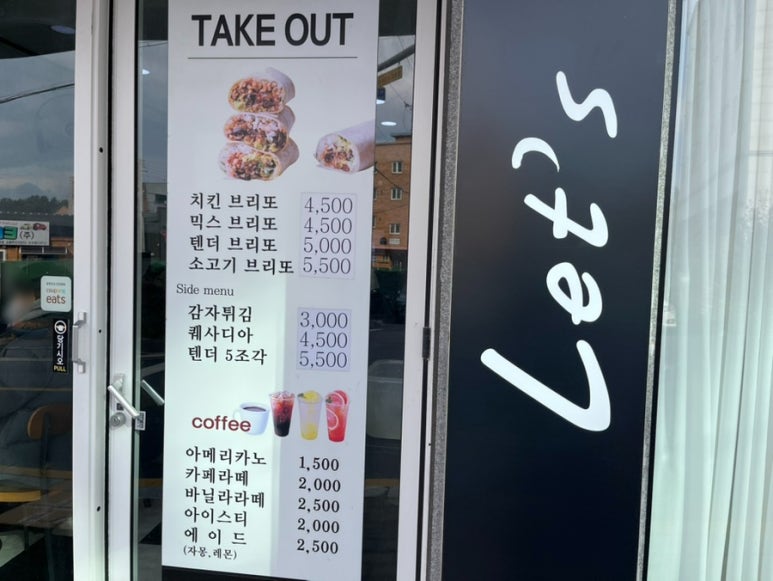 TAKE OUT
치킨 브리또 4,500
믹스 브리또 4,500
텐더 브리또 5,000
소고기 브리또 5,500
Side menu
감자튀김 3,000
퀘사디아 4,500
텐더 5조각 5,500
coffee
아메리카노 1,500
카페라떼 2,000
바닐라라떼 2,500
아이스티 2,000
에이드 2,500
(자몽,레몬)
Let's
(주)
eats
당기시오
PULL